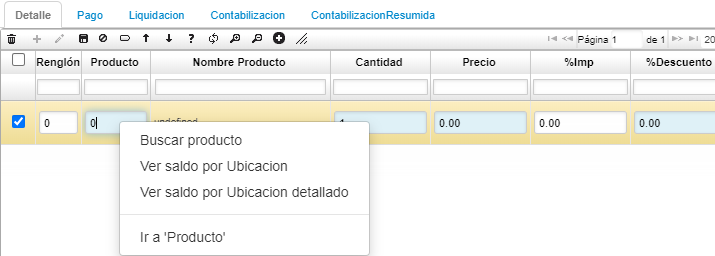 Detalle Pago Liquidacion Contabilizacion ContabilizacionResumida
? Página 1 de 1 20
Renglón Producto Nombre Producto Cantidad Precio %Imp %Descuento
0 0 undefined 1 0.00 0.00 0.00
Buscar producto
Ver saldo por Ubicacion
Ver saldo por Ubicacion detallado
Ir a 'Producto'